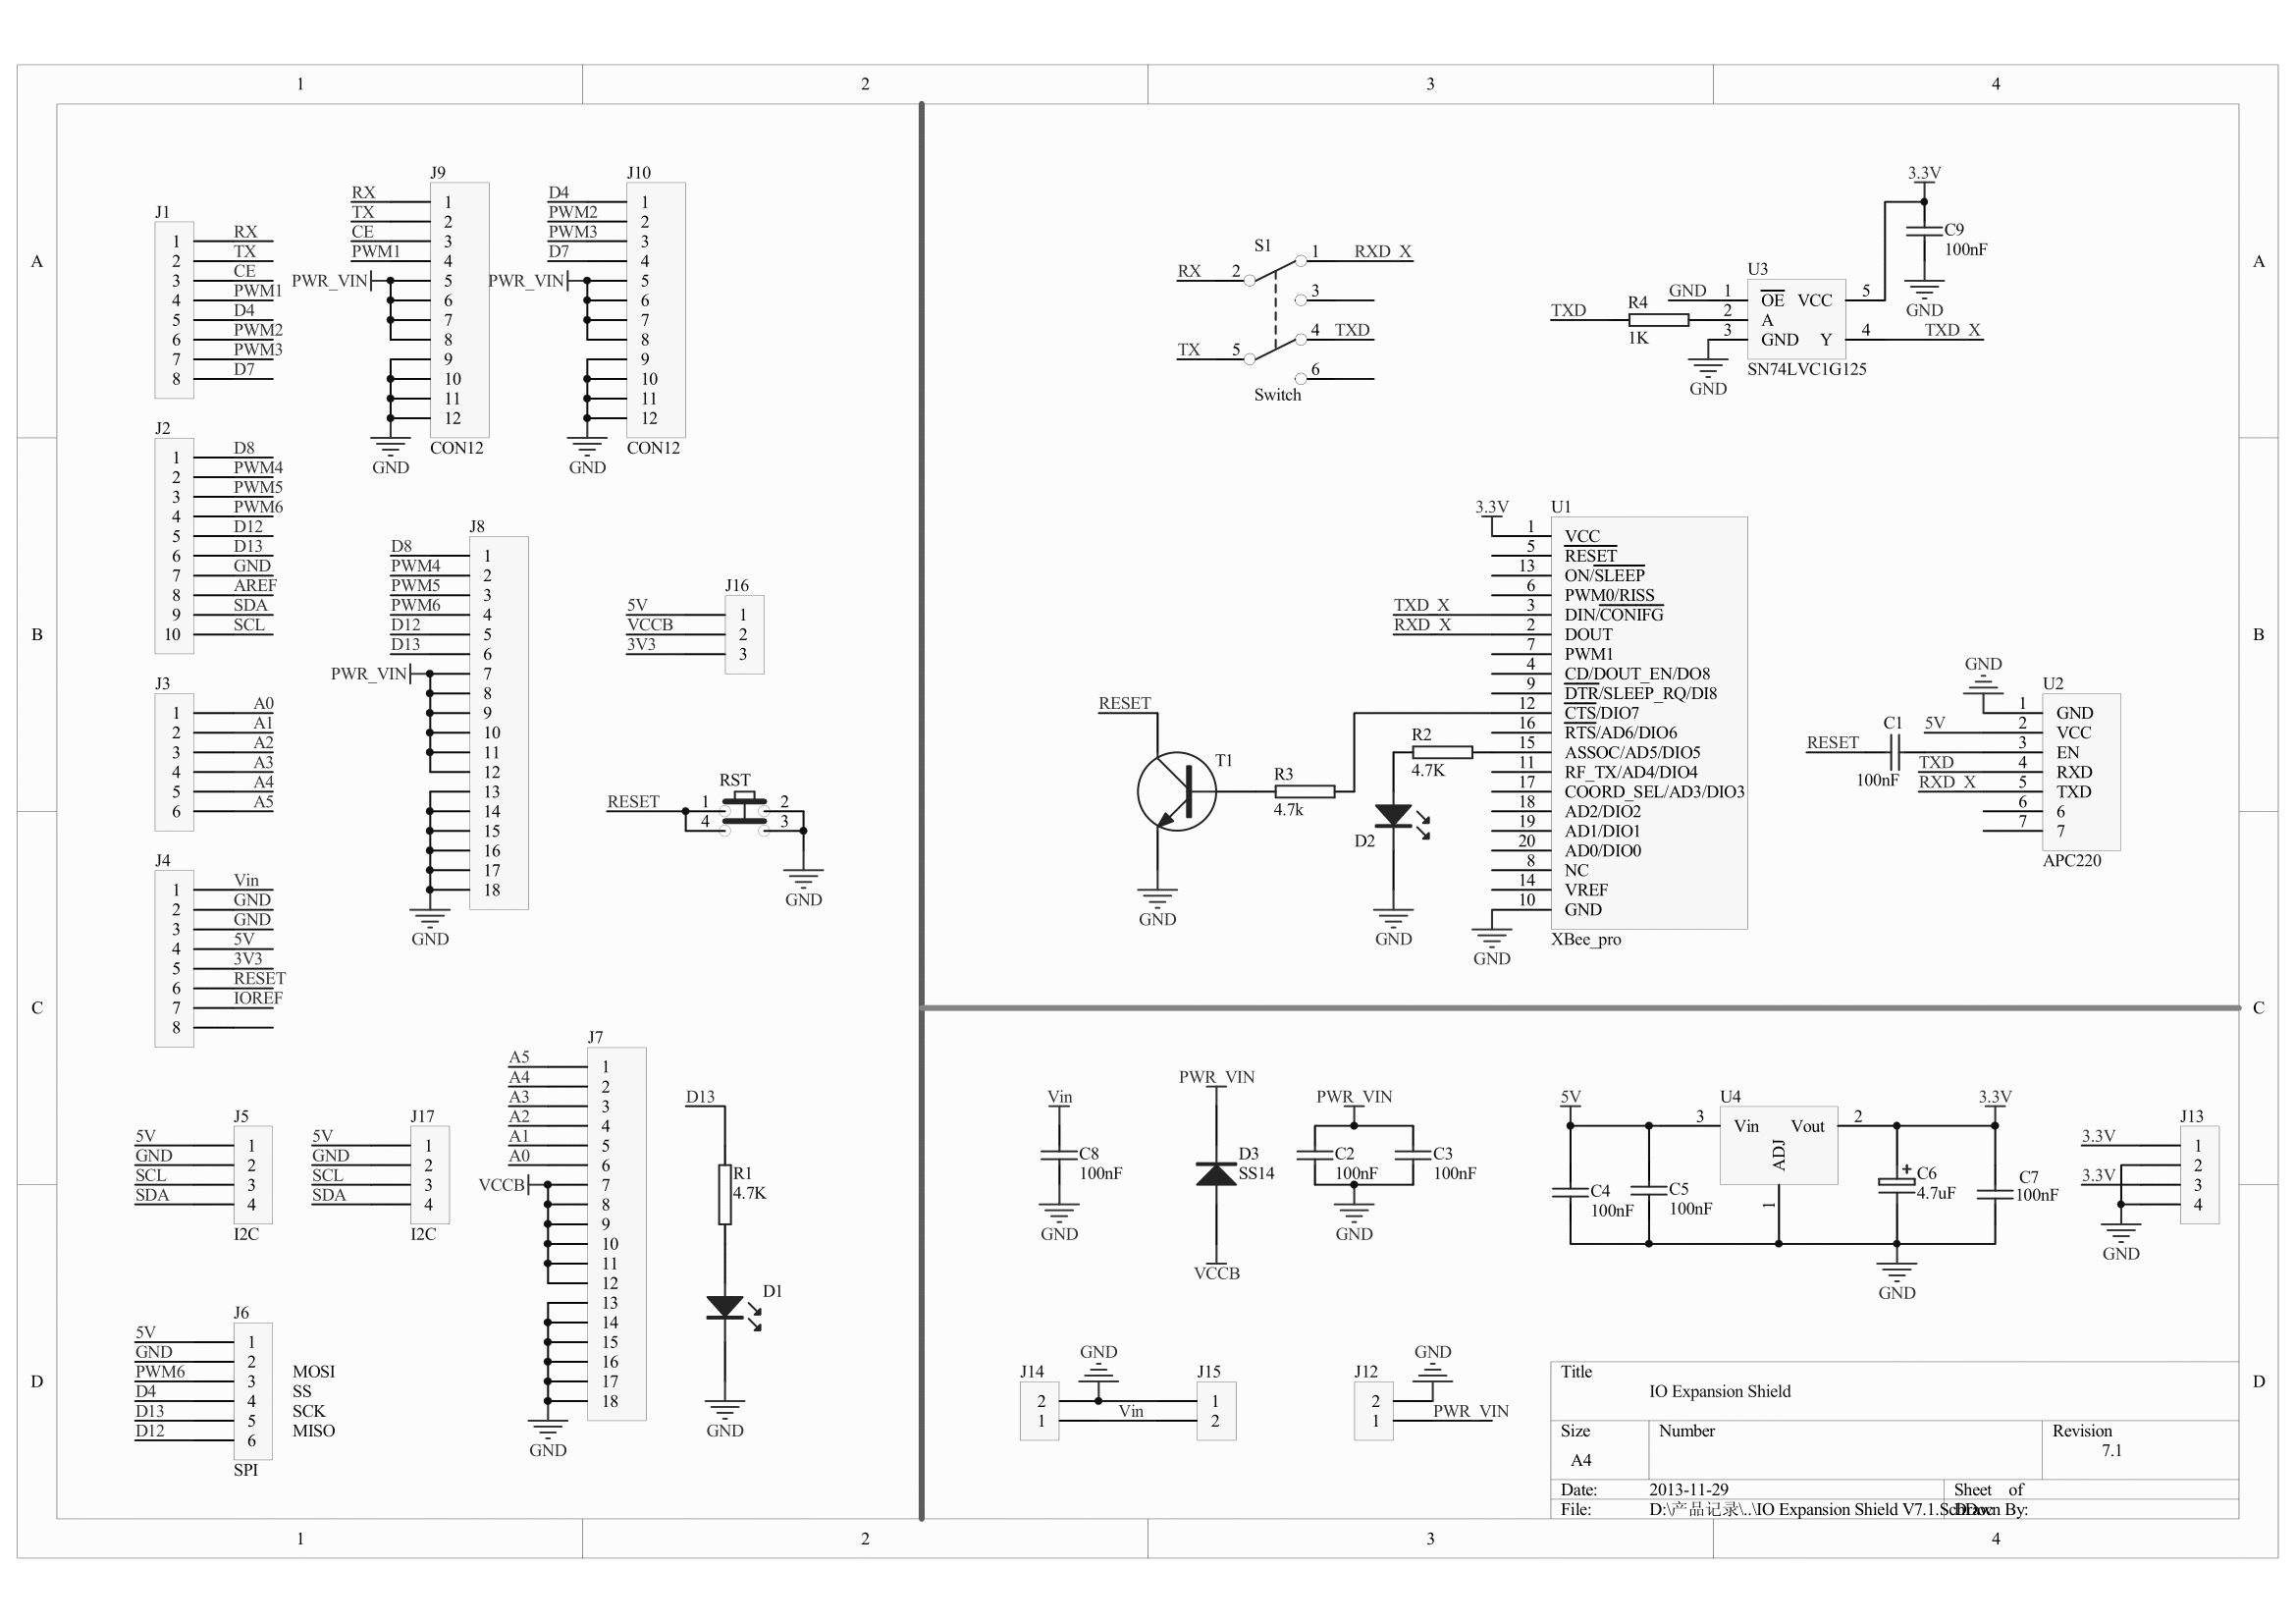 1 2 3 4
A
B
C
D
J1
1 RX
2 TX
3 CE
4 PWM1
5 D4
6 PWM2
7 PWM3
8 D7
J2
1 D8
2 PWM4
3 PWM5
4 PWM6
5 D12
6 D13
7 GND
8 AREF
9 SDA
10 SCL
J3
1 A0
2 A1
3 A2
4 A3
5 A4
6 A5
J4
1 Vin
2 GND
3 GND
4 5V
5 3V3
6 RESET
7 IOREF
8
J5
5V 1
GND 2
SCL 3
SDA 4
I2C
J17
5V 1
GND 2
SCL 3
SDA 4
I2C
J6
5V 1
GND 2
PWM6 3 MOSI
D4 4 SS
D13 5 SCK
D12 6 MISO
SPI
J9
RX 1
TX 2
CE 3
PWM1 4
PWR_VIN 5
6
7
8
9
10
11
12
GND CON12
J10
D4 1
PWM2 2
PWM3 3
D7 4
PWR_VIN 5
6
7
8
9
10
11
12
GND CON12
J8
D8 1
PWM4 2
PWM5 3
PWM6 4
D12 5
D13 6
PWR_VIN 7
8
9
10
11
12
13
14
15
16
17
18
GND
J16
5V 1
VCCB 2
3V3 3
RST
RESET 1 2
4 3
GND
J7
A5 1
A4 2
A3 3
A2 4
A1 5
A0 6
VCCB 7
8
9
10
11
12
13
14
15
16
17
18
GND
D13
R1
4.7K
D1
GND
S1
RX 2 1 RXD_X
3
TX 5 4 TXD
6
Switch
3.3V
C9
100nF
GND
U3
GND 1 OE VCC 5
TXD R4 2 A
1K 3 GND Y 4 TXD_X
GND SN74LVC1G125
3.3V U1
1 VCC
5 RESET
13 ON/SLEEP
6 PWM0/RISS
TXD_X 3 DIN/CONIFG
RXD_X 2 DOUT
7 PWM1
4 CD/DOUT_EN/DO8
9 DTR/SLEEP_RQ/DI8
12 CTS/DIO7
16 RTS/AD6/DIO6
15 ASSOC/AD5/DIO5
11 RF_TX/AD4/DIO4
17 COORD_SEL/AD3/DIO3
18 AD2/DIO2
19 AD1/DIO1
20 AD0/DIO0
8 NC
14 VREF
10 GND
GND XBee_pro
RESET
T1
R3
4.7k
GND
R2
4.7K
D2
GND
GND U2
1 GND
5V 2 VCC
RESET C1 3 EN
100nF
TXD 4 RXD
RXD_X 5 TXD
6 6
7 7
APC220
Vin
C8
100nF
GND
PWR_VIN
D3
SS14
VCCB
PWR_VIN
C2 C3
100nF 100nF
GND
5V U4 3.3V
3 Vin Vout 2
ADJ
1
C4
100nF
C5
100nF
+
C6
4.7uF
C7
100nF
GND
J13
3.3V 1
2
3.3V 3
4
GND
J14 GND J15
2 1
1 Vin 2
J12 GND
2
1 PWR_VIN
Title
IO Expansion Shield
Size Number Revision
A4 7.1
Date: 2013-11-29 Sheet of
File: D:\产品记录\..\IO Expansion Shield V7.1.SchDoc Drawn By:
A
B
C
D
1 2 3 4